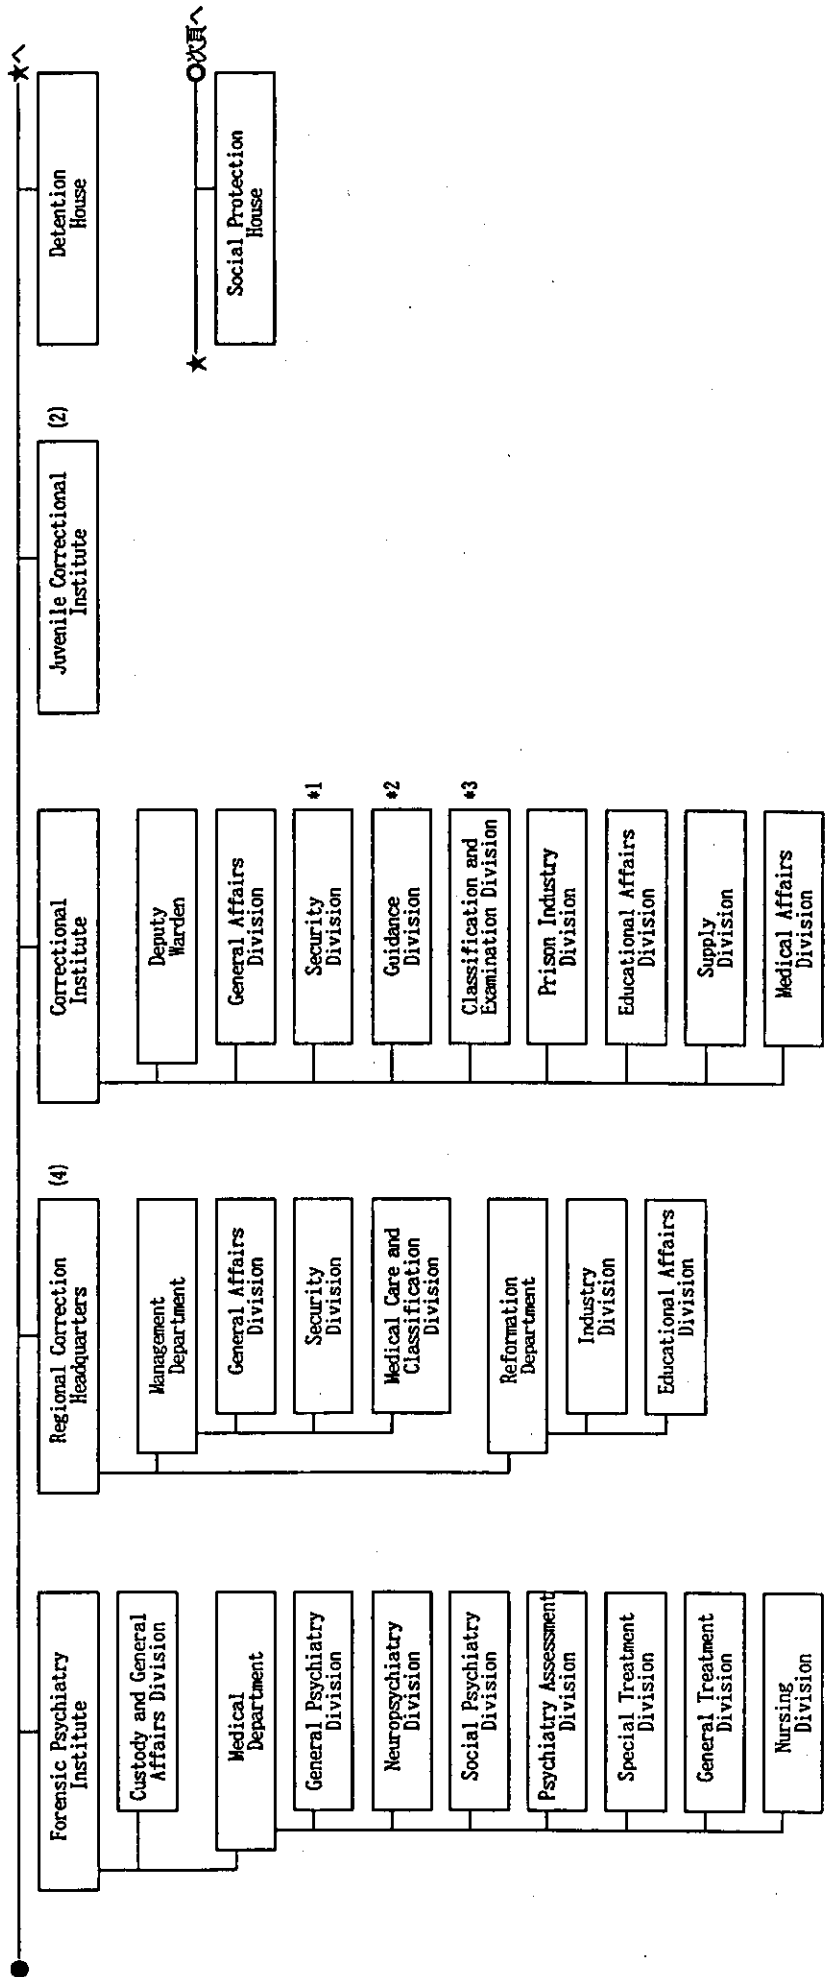 ●
★へ
Forensic Psychiatry
Institute
Custody and General
Affairs Division
Medical
Department
General Psychiatry
Division
Neuropsychiatry
Division
Social Psychiatry
Division
Psychiatry Assessment
Division
Special Treatment
Division
General Treatment
Division
Nursing
Division
Regional Correction
Headquarters
(4)
Management
Department
General Affairs
Division
Security
Division
Medical Care and
Classification
Division
Reformation
Department
Industry
Division
Educational Affairs
Division
Correctional
Institute
Deputy
Warden
General Affairs
Division
Security
Division
*1
Guidance
Division
*2
Classification and
Examination Division
*3
Prison Industry
Division
Educational Affairs
Division
Supply
Division
Medical Affairs
Division
Juvenile Correctional
Institute
(2)
Detention
House
★
○次頁へ
Social Protection
House